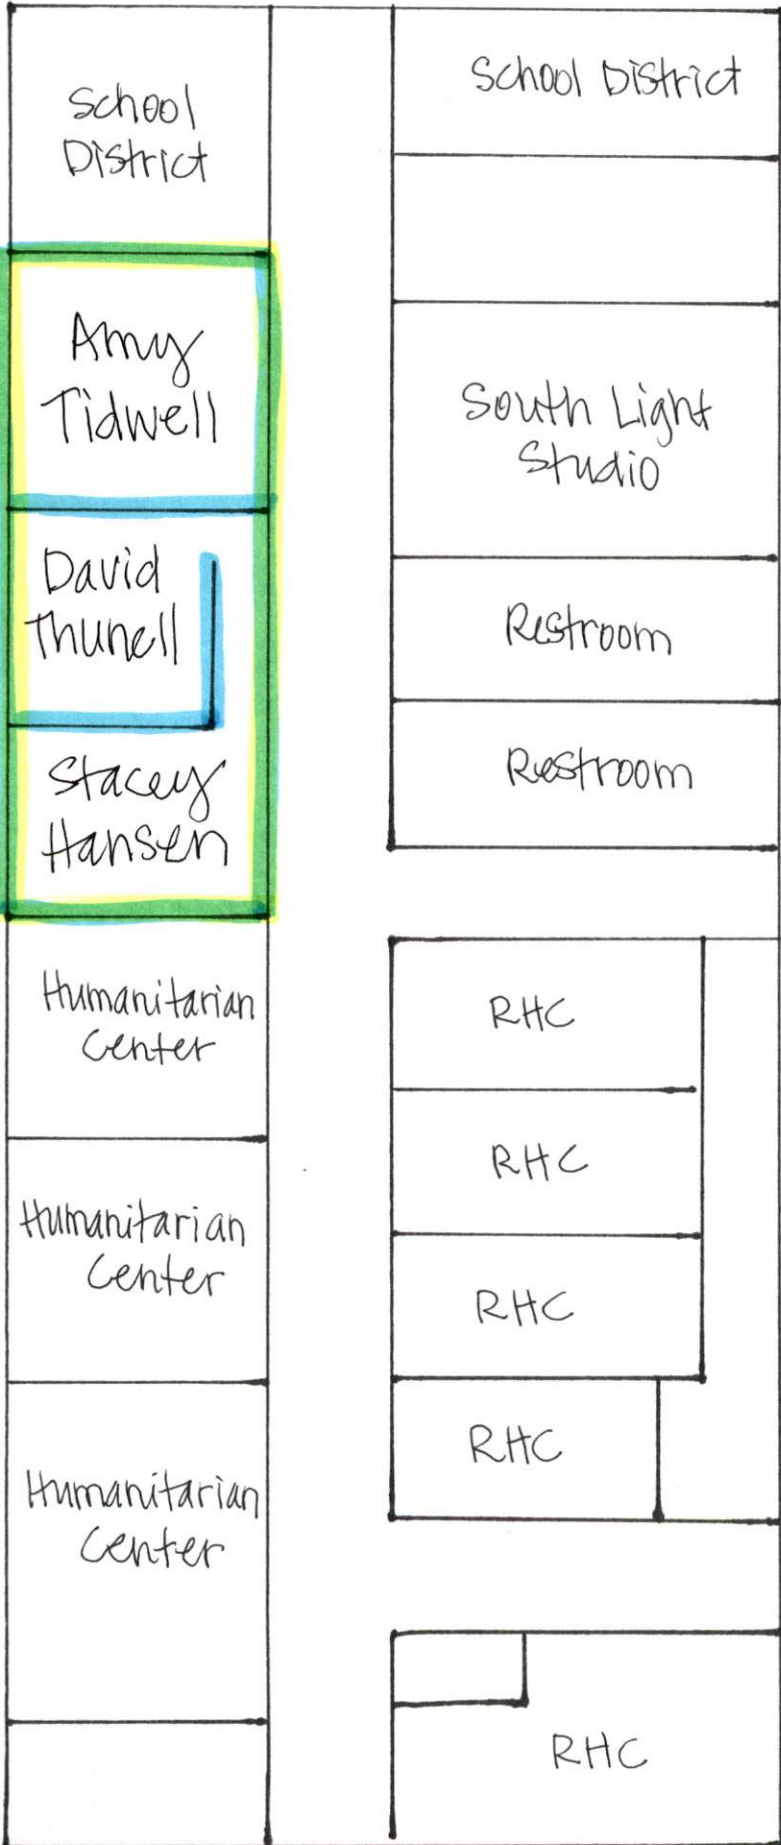 School
District
Amy
Tidwell
David
Thunell
Stacey
Hansen
Humanitarian
Center
Humanitarian
Center
Humanitarian
Center
School District
South Light
Studio
Restroom
Restroom
RHC
RHC
RHC
RHC
RHC